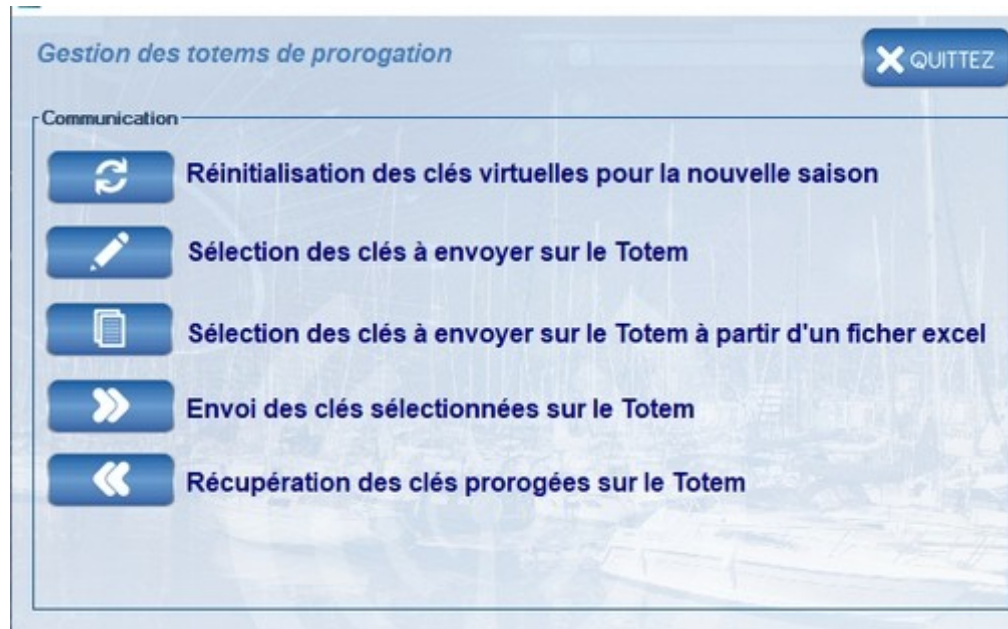 Gestion des totems de prorogation
QUITTEZ
Communication
Réinitialisation des clés virtuelles pour la nouvelle saison
Sélection des clés à envoyer sur le Totem
Sélection des clés à envoyer sur le Totem à partir d'un ficher excel
Envoi des clés sélectionnées sur le Totem
Récupération des clés prorogées sur le Totem